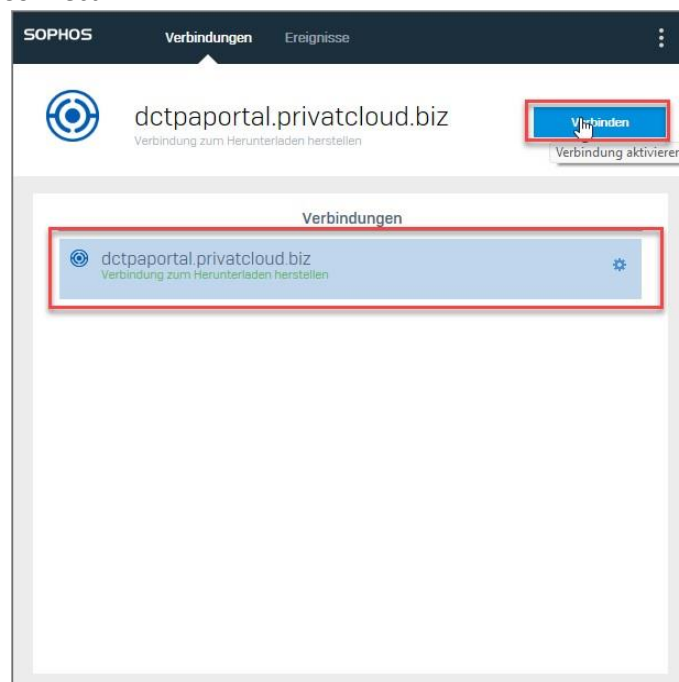 SOPHOS Verbindungen Ereignisse
dctpaportal.privatcloud.biz
Verbindung zum Herunterladen herstellen
Verbinden
Verbindung aktivieren
Verbindungen
dctpaportal.privatcloud.biz
Verbindung zum Herunterladen herstellen